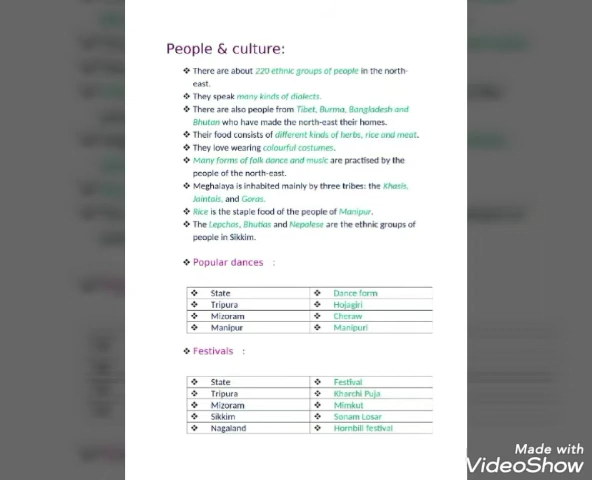 People & culture:
❖ There are about 220 ethnic groups of people in the north-
east.
❖ They speak many kinds of dialects.
❖ There are also people from Tibet, Burma, Bangladesh and
Bhutan who have made the north-east their homes.
❖ Their food consists of different kinds of herbs, rice and meat.
❖ They love wearing colourful costumes.
❖ Many forms of folk dance and music are practised by the
people of the north-east.
❖ Meghalaya is inhabited mainly by three tribes: the Khasis,
Jaintais, and Garas.
❖ Rice is the staple food of the people of Manipur.
❖ The Lepchas, Bhutias and Nepalese are the ethnic groups of
people in Sikkim.
❖ Popular dances :
❖ State ❖ Dance form
❖ Tripura ❖ Hojagiri
❖ Mizoram ❖ Cheraw
❖ Manipur ❖ Manipuri
❖ Festivals :
❖ State ❖ Festival
❖ Tripura ❖ Kharchi Puja
❖ Mizoram ❖ Mimkut
❖ Sikkim ❖ Sonam Losar
❖ Nagaland ❖ Hornbill festival
Made with
VideoShow